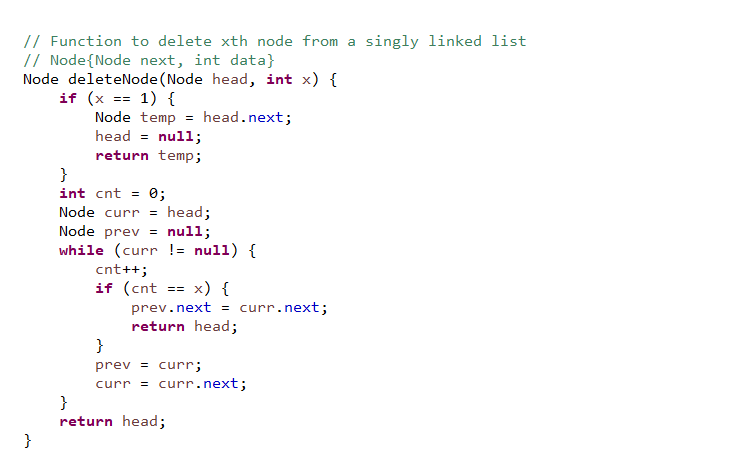 // Function to delete xth node from a singly linked list
// Node{Node next, int data}
Node deleteNode(Node head, int x) {
    if (x == 1) {
        Node temp = head.next;
        head = null;
        return temp;
    }
    int cnt = 0;
    Node curr = head;
    Node prev = null;
    while (curr != null) {
        cnt++;
        if (cnt == x) {
            prev.next = curr.next;
            return head;
        }
        prev = curr;
        curr = curr.next;
    }
    return head;
}